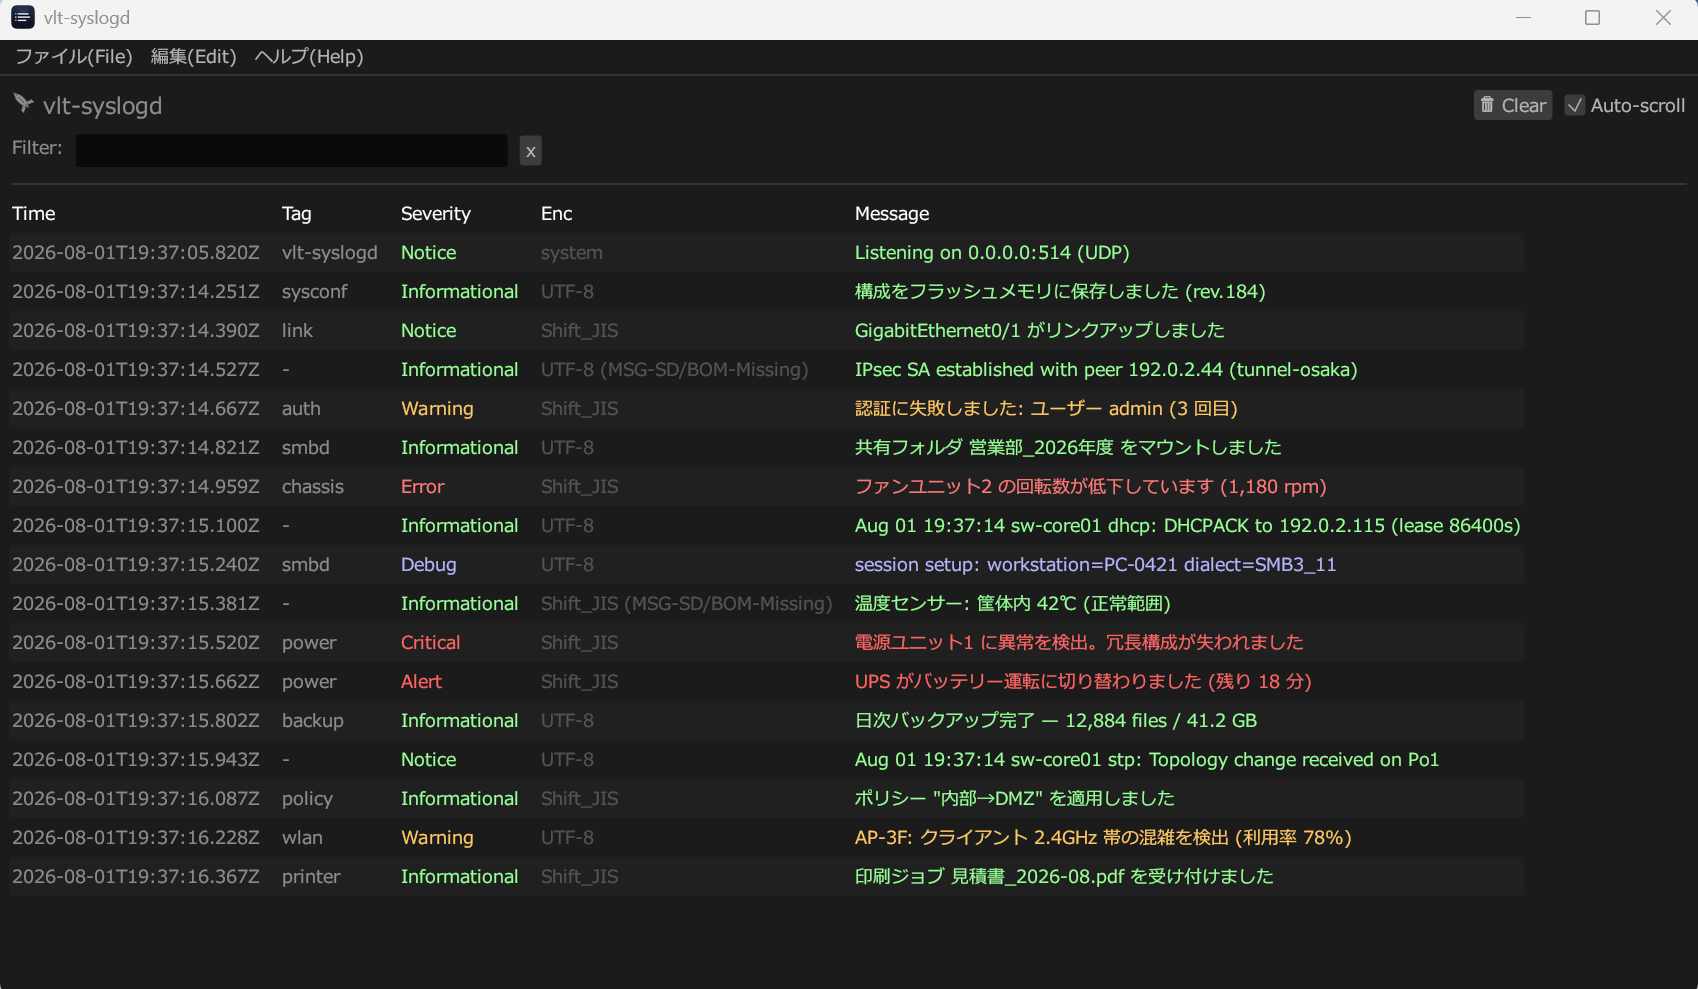 vlt-syslogd
ファイル(File) 編集(Edit) ヘルプ(Help)
vlt-syslogd Clear Auto-scroll
Filter: x
Time Tag Severity Enc Message
2026-08-01T19:37:05.820Z vlt-syslogd Notice system Listening on 0.0.0.0:514 (UDP)
2026-08-01T19:37:14.251Z sysconf Informational UTF-8 構成をフラッシュメモリに保存しました (rev.184)
2026-08-01T19:37:14.390Z link Notice Shift_JIS GigabitEthernet0/1 がリンクアップしました
2026-08-01T19:37:14.527Z - Informational UTF-8 (MSG-SD/BOM-Missing) IPsec SA established with peer 192.0.2.44 (tunnel-osaka)
2026-08-01T19:37:14.667Z auth Warning Shift_JIS 認証に失敗しました: ユーザー admin (3 回目)
2026-08-01T19:37:14.821Z smbd Informational UTF-8 共有フォルダ 営業部_2026年度 をマウントしました
2026-08-01T19:37:14.959Z chassis Error Shift_JIS ファンユニット2 の回転数が低下しています (1,180 rpm)
2026-08-01T19:37:15.100Z - Informational UTF-8 Aug 01 19:37:14 sw-core01 dhcp: DHCPACK to 192.0.2.115 (lease 86400s)
2026-08-01T19:37:15.240Z smbd Debug UTF-8 session setup: workstation=PC-0421 dialect=SMB3_11
2026-08-01T19:37:15.381Z - Informational Shift_JIS (MSG-SD/BOM-Missing) 温度センサー: 筐体内 42℃ (正常範囲)
2026-08-01T19:37:15.520Z power Critical Shift_JIS 電源ユニット1 に異常を検出。冗長構成が失われました
2026-08-01T19:37:15.662Z power Alert Shift_JIS UPS がバッテリー運転に切り替わりました (残り 18 分)
2026-08-01T19:37:15.802Z backup Informational UTF-8 日次バックアップ完了 — 12,884 files / 41.2 GB
2026-08-01T19:37:15.943Z - Notice UTF-8 Aug 01 19:37:14 sw-core01 stp: Topology change received on Po1
2026-08-01T19:37:16.087Z policy Informational Shift_JIS ポリシー "内部→DMZ" を適用しました
2026-08-01T19:37:16.228Z wlan Warning UTF-8 AP-3F: クライアント 2.4GHz 帯の混雑を検出 (利用率 78%)
2026-08-01T19:37:16.367Z printer Informational Shift_JIS 印刷ジョブ 見積書_2026-08.pdf を受け付けました